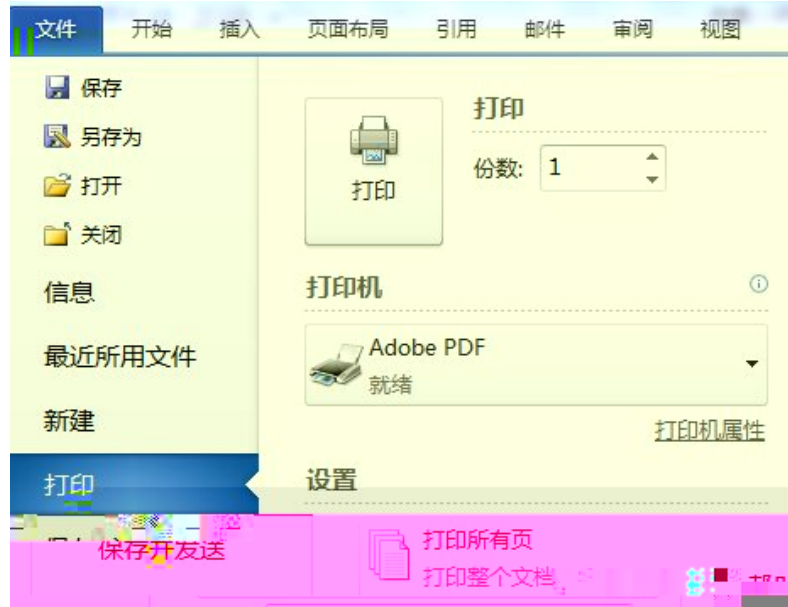 文件 开始 插入 页面布局 引用 邮件 审阅 视图
保存
另存为
打开
关闭
信息
最近所用文件
新建
打印
保存并发送
打印
打印
份数: 1
打印机
Adobe PDF
就绪
打印机属性
设置
打印所有页
打印整个文档